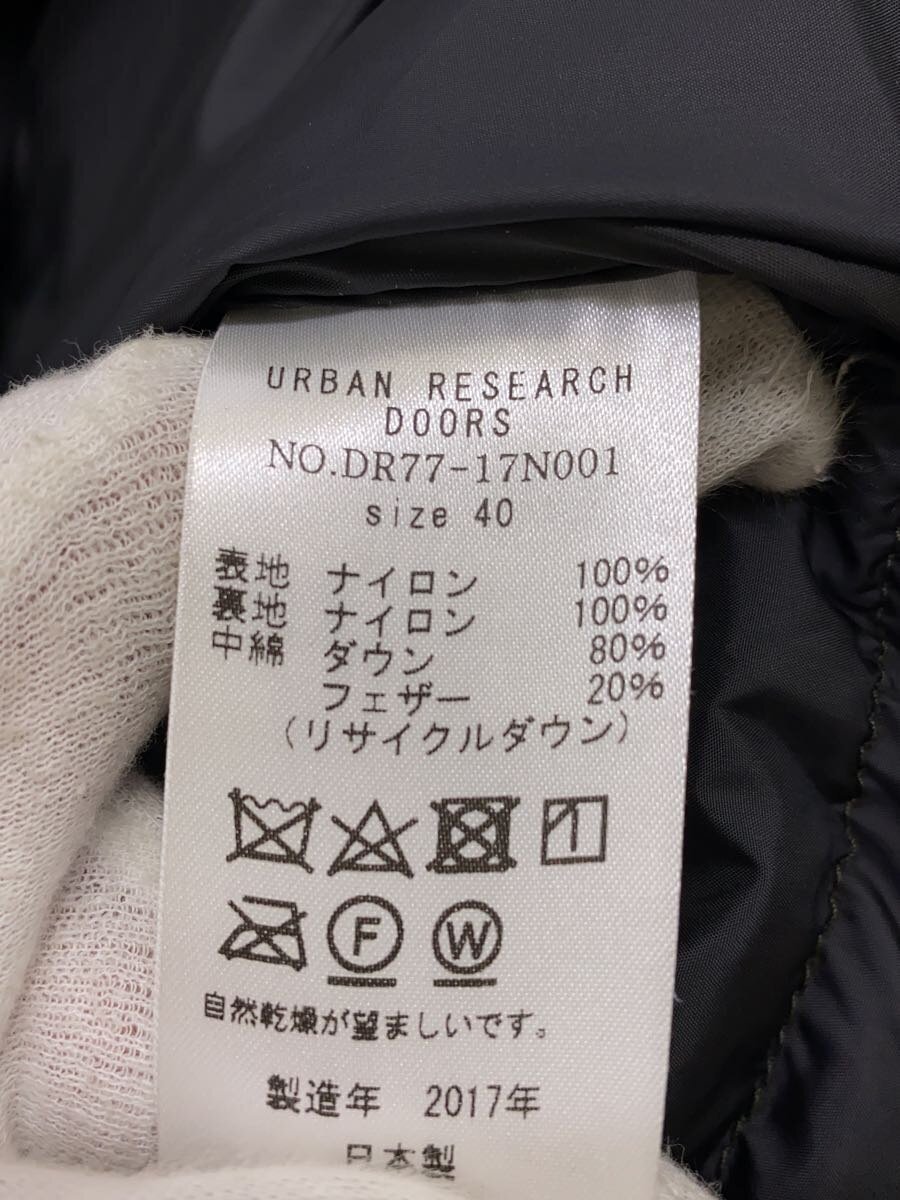 URBAN RESEARCH
DOORS
NO.DR77-17N001
size 40
表地 ナイロン 100%
裏地 ナイロン 100%
中綿 ダウン 80%
フェザー 20%
(リサイクルダウン)
F W
自然乾燥が望ましいです。
製造年 2017年
日本製